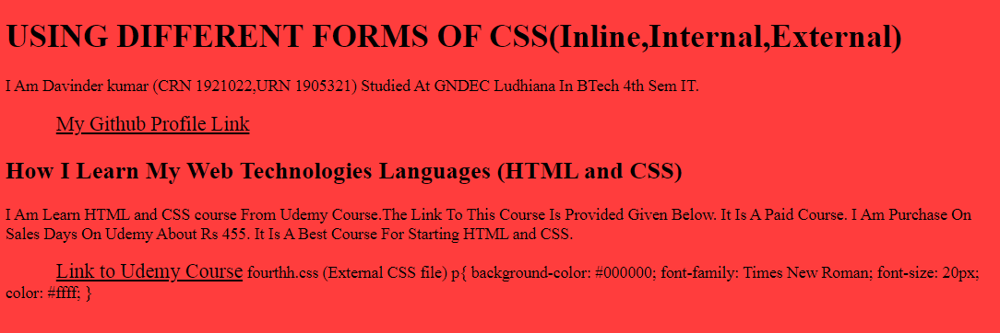 USING DIFFERENT FORMS OF CSS(Inline,Internal,External)
I Am Davinder kumar (CRN 1921022,URN 1905321) Studied At GNDEC Ludhiana In BTech 4th Sem IT.
My Github Profile Link
How I Learn My Web Technologies Languages (HTML and CSS)
I Am Learn HTML and CSS course From Udemy Course.The Link To This Course Is Provided Given Below. It Is A Paid Course. I Am Purchase On
Sales Days On Udemy About Rs 455. It Is A Best Course For Starting HTML and CSS.
Link to Udemy Course fourthh.css (External CSS file) p{ background-color: #000000; font-family: Times New Roman; font-size: 20px;
color: #ffff; }